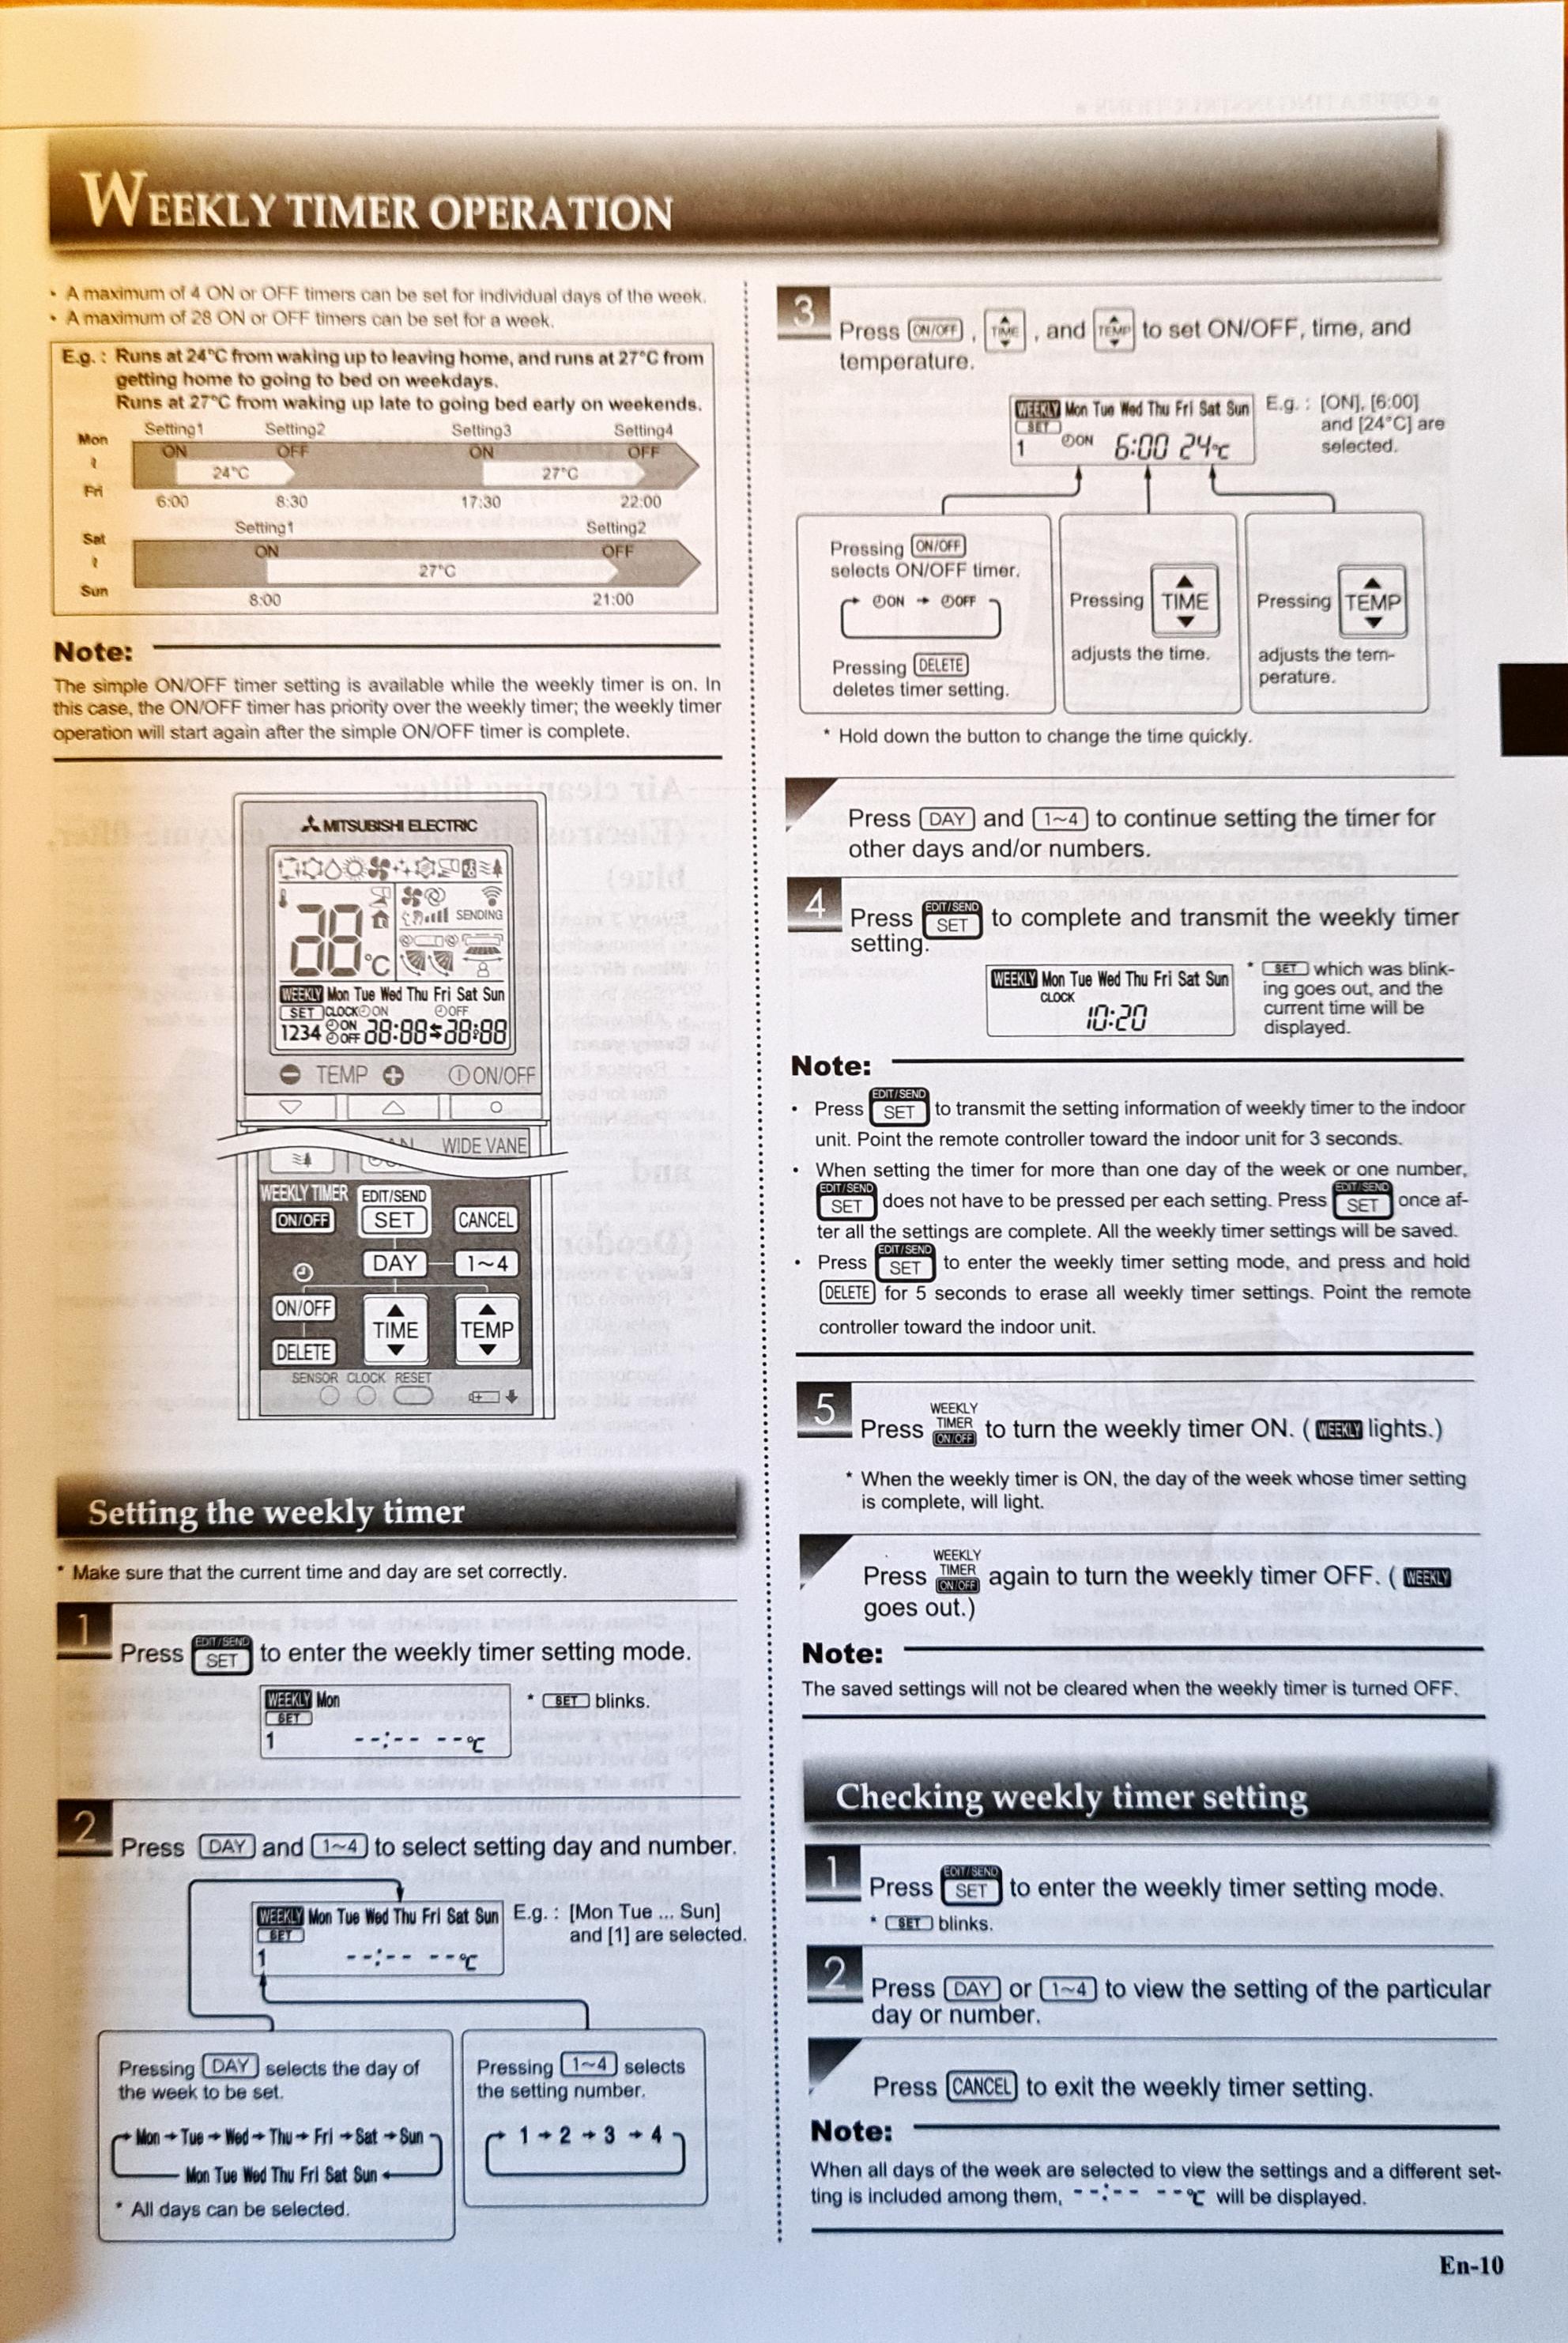 WEEKLY TIMER OPERATION
• A maximum of 4 ON or OFF timers can be set for individual days of the week.
• A maximum of 28 ON or OFF timers can be set for a week.
E.g. : Runs at 24°C from waking up to leaving home, and runs at 27°C from
getting home to going to bed on weekdays.
Runs at 27°C from waking up late to going bed early on weekends.
Setting1 Setting2 Setting3 Setting4
Mon ~ Fri
ON OFF ON OFF
24°C 27°C
6:00 8:30 17:30 22:00
Setting1 Setting2
Sat ~ Sun
ON OFF
27°C
8:00 21:00
Note:
The simple ON/OFF timer setting is available while the weekly timer is on. In
this case, the ON/OFF timer has priority over the weekly timer; the weekly timer
operation will start again after the simple ON/OFF timer is complete.
MITSUBISHI ELECTRIC
SENDING
88°C
WEEKLY Mon Tue Wed Thu Fri Sat Sun
SET CLOCK ON OFF
1234 ON OFF 88:88 88:88
TEMP ON/OFF
WIDE VANE
WEEKLY TIMER EDIT/SEND
ON/OFF SET CANCEL
DAY 1~4
ON/OFF TIME TEMP
DELETE
SENSOR CLOCK RESET
Setting the weekly timer
* Make sure that the current time and day are set correctly.
1 Press EDIT/SEND SET to enter the weekly timer setting mode.
WEEKLY Mon
SET
1 --:-- --°C
* SET blinks.
2 Press DAY and 1~4 to select setting day and number.
WEEKLY Mon Tue Wed Thu Fri Sat Sun
SET
1 --:-- --°C
E.g. : [Mon Tue ... Sun]
and [1] are selected.
Pressing DAY selects the day of
the week to be set.
Mon → Tue → Wed → Thu → Fri → Sat → Sun
Mon Tue Wed Thu Fri Sat Sun
* All days can be selected.
Pressing 1~4 selects
the setting number.
1 → 2 → 3 → 4
3 Press ON/OFF , TIME , and TEMP to set ON/OFF, time, and
temperature.
WEEKLY Mon Tue Wed Thu Fri Sat Sun
SET
1 ON 6:00 24°C
E.g. : [ON], [6:00]
and [24°C] are
selected.
Pressing ON/OFF
selects ON/OFF timer.
ON → OFF
Pressing DELETE
deletes timer setting.
Pressing TIME
adjusts the time.
Pressing TEMP
adjusts the tem-
perature.
* Hold down the button to change the time quickly.
Press DAY and 1~4 to continue setting the timer for
other days and/or numbers.
4 Press EDIT/SEND SET to complete and transmit the weekly timer
setting.
WEEKLY Mon Tue Wed Thu Fri Sat Sun
CLOCK
10:20
* SET which was blink-
ing goes out, and the
current time will be
displayed.
Note:
• Press EDIT/SEND SET to transmit the setting information of weekly timer to the indoor
unit. Point the remote controller toward the indoor unit for 3 seconds.
• When setting the timer for more than one day of the week or one number,
EDIT/SEND SET does not have to be pressed per each setting. Press EDIT/SEND SET once af-
ter all the settings are complete. All the weekly timer settings will be saved.
• Press EDIT/SEND SET to enter the weekly timer setting mode, and press and hold
DELETE for 5 seconds to erase all weekly timer settings. Point the remote
controller toward the indoor unit.
5 Press WEEKLY TIMER ON/OFF to turn the weekly timer ON. ( WEEKLY lights.)
* When the weekly timer is ON, the day of the week whose timer setting
is complete, will light.
Press WEEKLY TIMER ON/OFF again to turn the weekly timer OFF. ( WEEKLY
goes out.)
Note:
The saved settings will not be cleared when the weekly timer is turned OFF.
Checking weekly timer setting
1 Press EDIT/SEND SET to enter the weekly timer setting mode.
* SET blinks.
2 Press DAY or 1~4 to view the setting of the particular
day or number.
Press CANCEL to exit the weekly timer setting.
Note:
When all days of the week are selected to view the settings and a different set-
ting is included among them, --:-- --°C will be displayed.
En-10